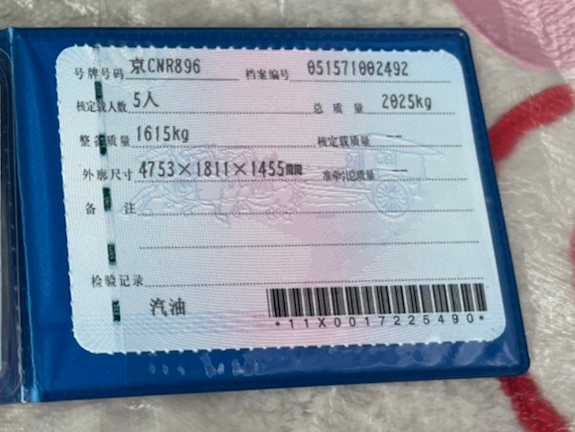 号牌号码 京CNR896 档案编号 051571002492
核定载人数 5人 总质量 2025kg
整备质量 1615kg 核定载质量 --
外廓尺寸 4753×1811×1455mm 准牵引总质量 --
备注
检验记录
汽油
*11X0017225490*